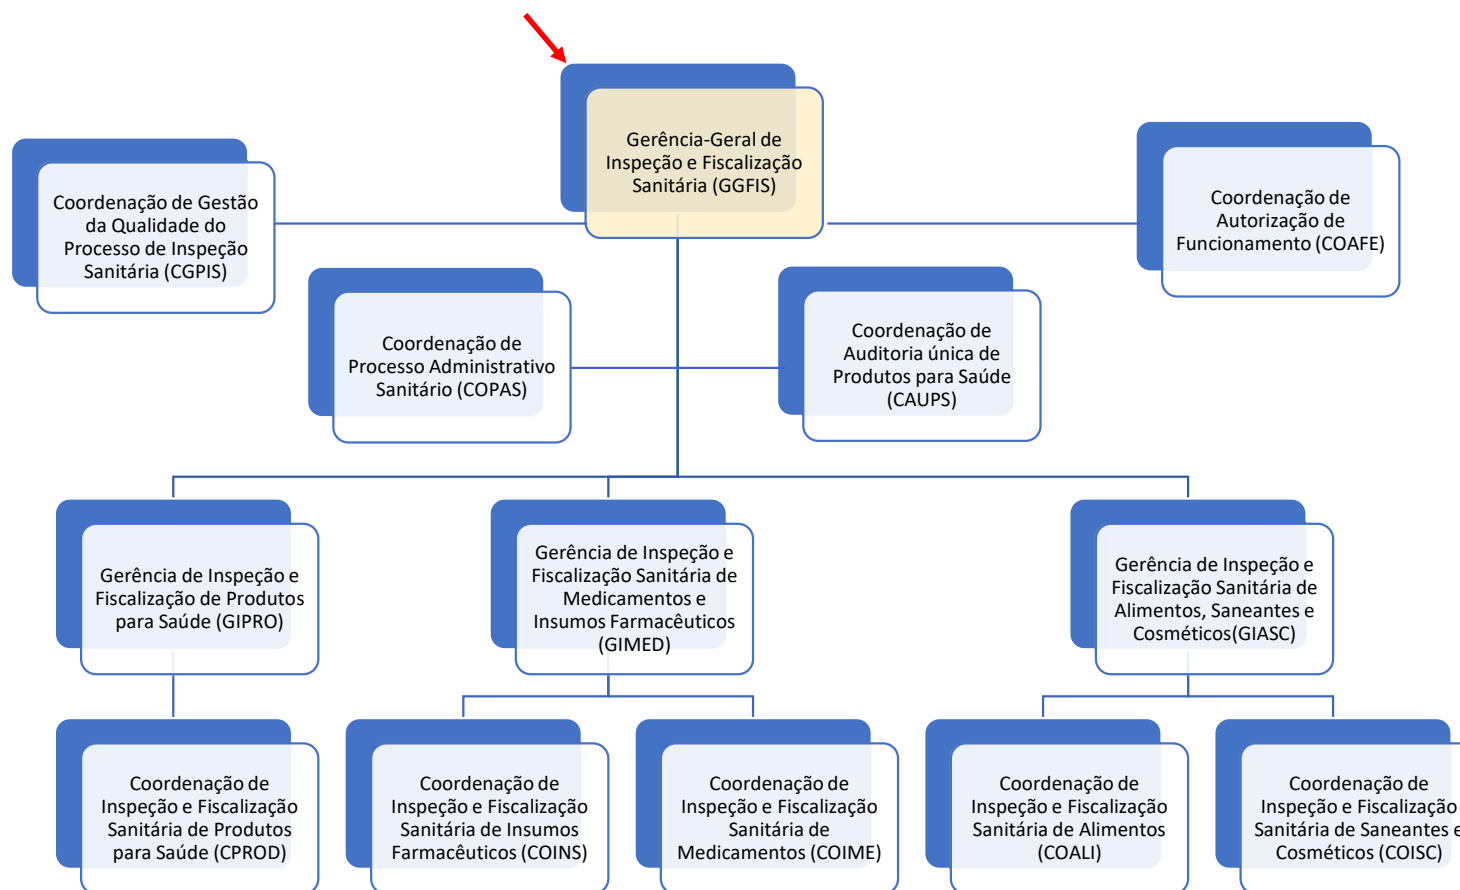 Gerência-Geral de
Inspeção e Fiscalização
Sanitária (GGFIS)
Coordenação de Gestão
da Qualidade do
Processo de Inspeção
Sanitária (CGPIS)
Coordenação de
Autorização de
Funcionamento (COAFE)
Coordenação de
Processo Administrativo
Sanitário (COPAS)
Coordenação de
Auditoria única de
Produtos para Saúde
(CAUPS)
Gerência de Inspeção e
Fiscalização de Produtos
para Saúde (GIPRO)
Gerência de Inspeção e
Fiscalização Sanitária de
Medicamentos e
Insumos Farmacêuticos
(GIMED)
Gerência de Inspeção e
Fiscalização Sanitária de
Alimentos, Saneantes e
Cosméticos(GIASC)
Coordenação de
Inspeção e Fiscalização
Sanitária de Produtos
para Saúde (CPROD)
Coordenação de
Inspeção e Fiscalização
Sanitária de Insumos
Farmacêuticos (COINS)
Coordenação de
Inspeção e Fiscalização
Sanitária de
Medicamentos (COIME)
Coordenação de
Inspeção e Fiscalização
Sanitária de Alimentos
(COALI)
Coordenação de
Inspeção e Fiscalização
Sanitária de Saneantes e
Cosméticos (COISC)